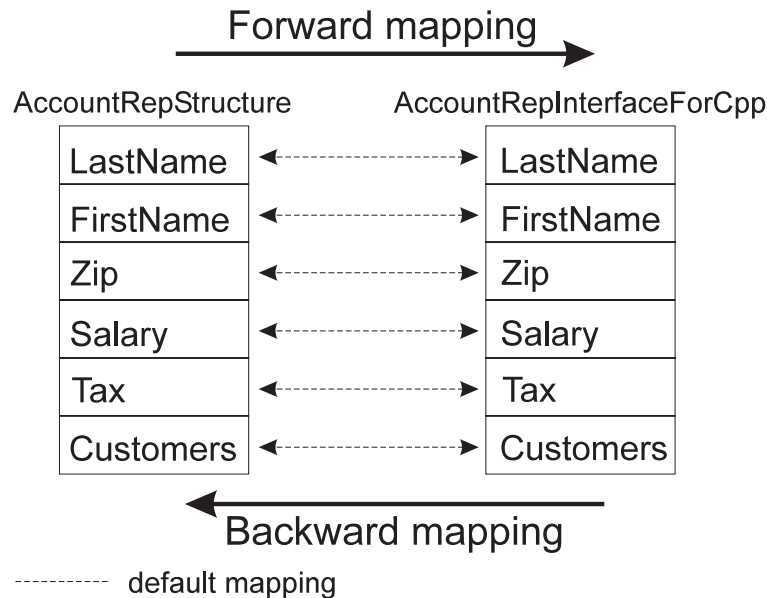 Forward mapping
AccountRepStructure AccountRepInterfaceForCpp
LastName LastName
FirstName FirstName
Zip Zip
Salary Salary
Tax Tax
Customers Customers
Backward mapping
default mapping